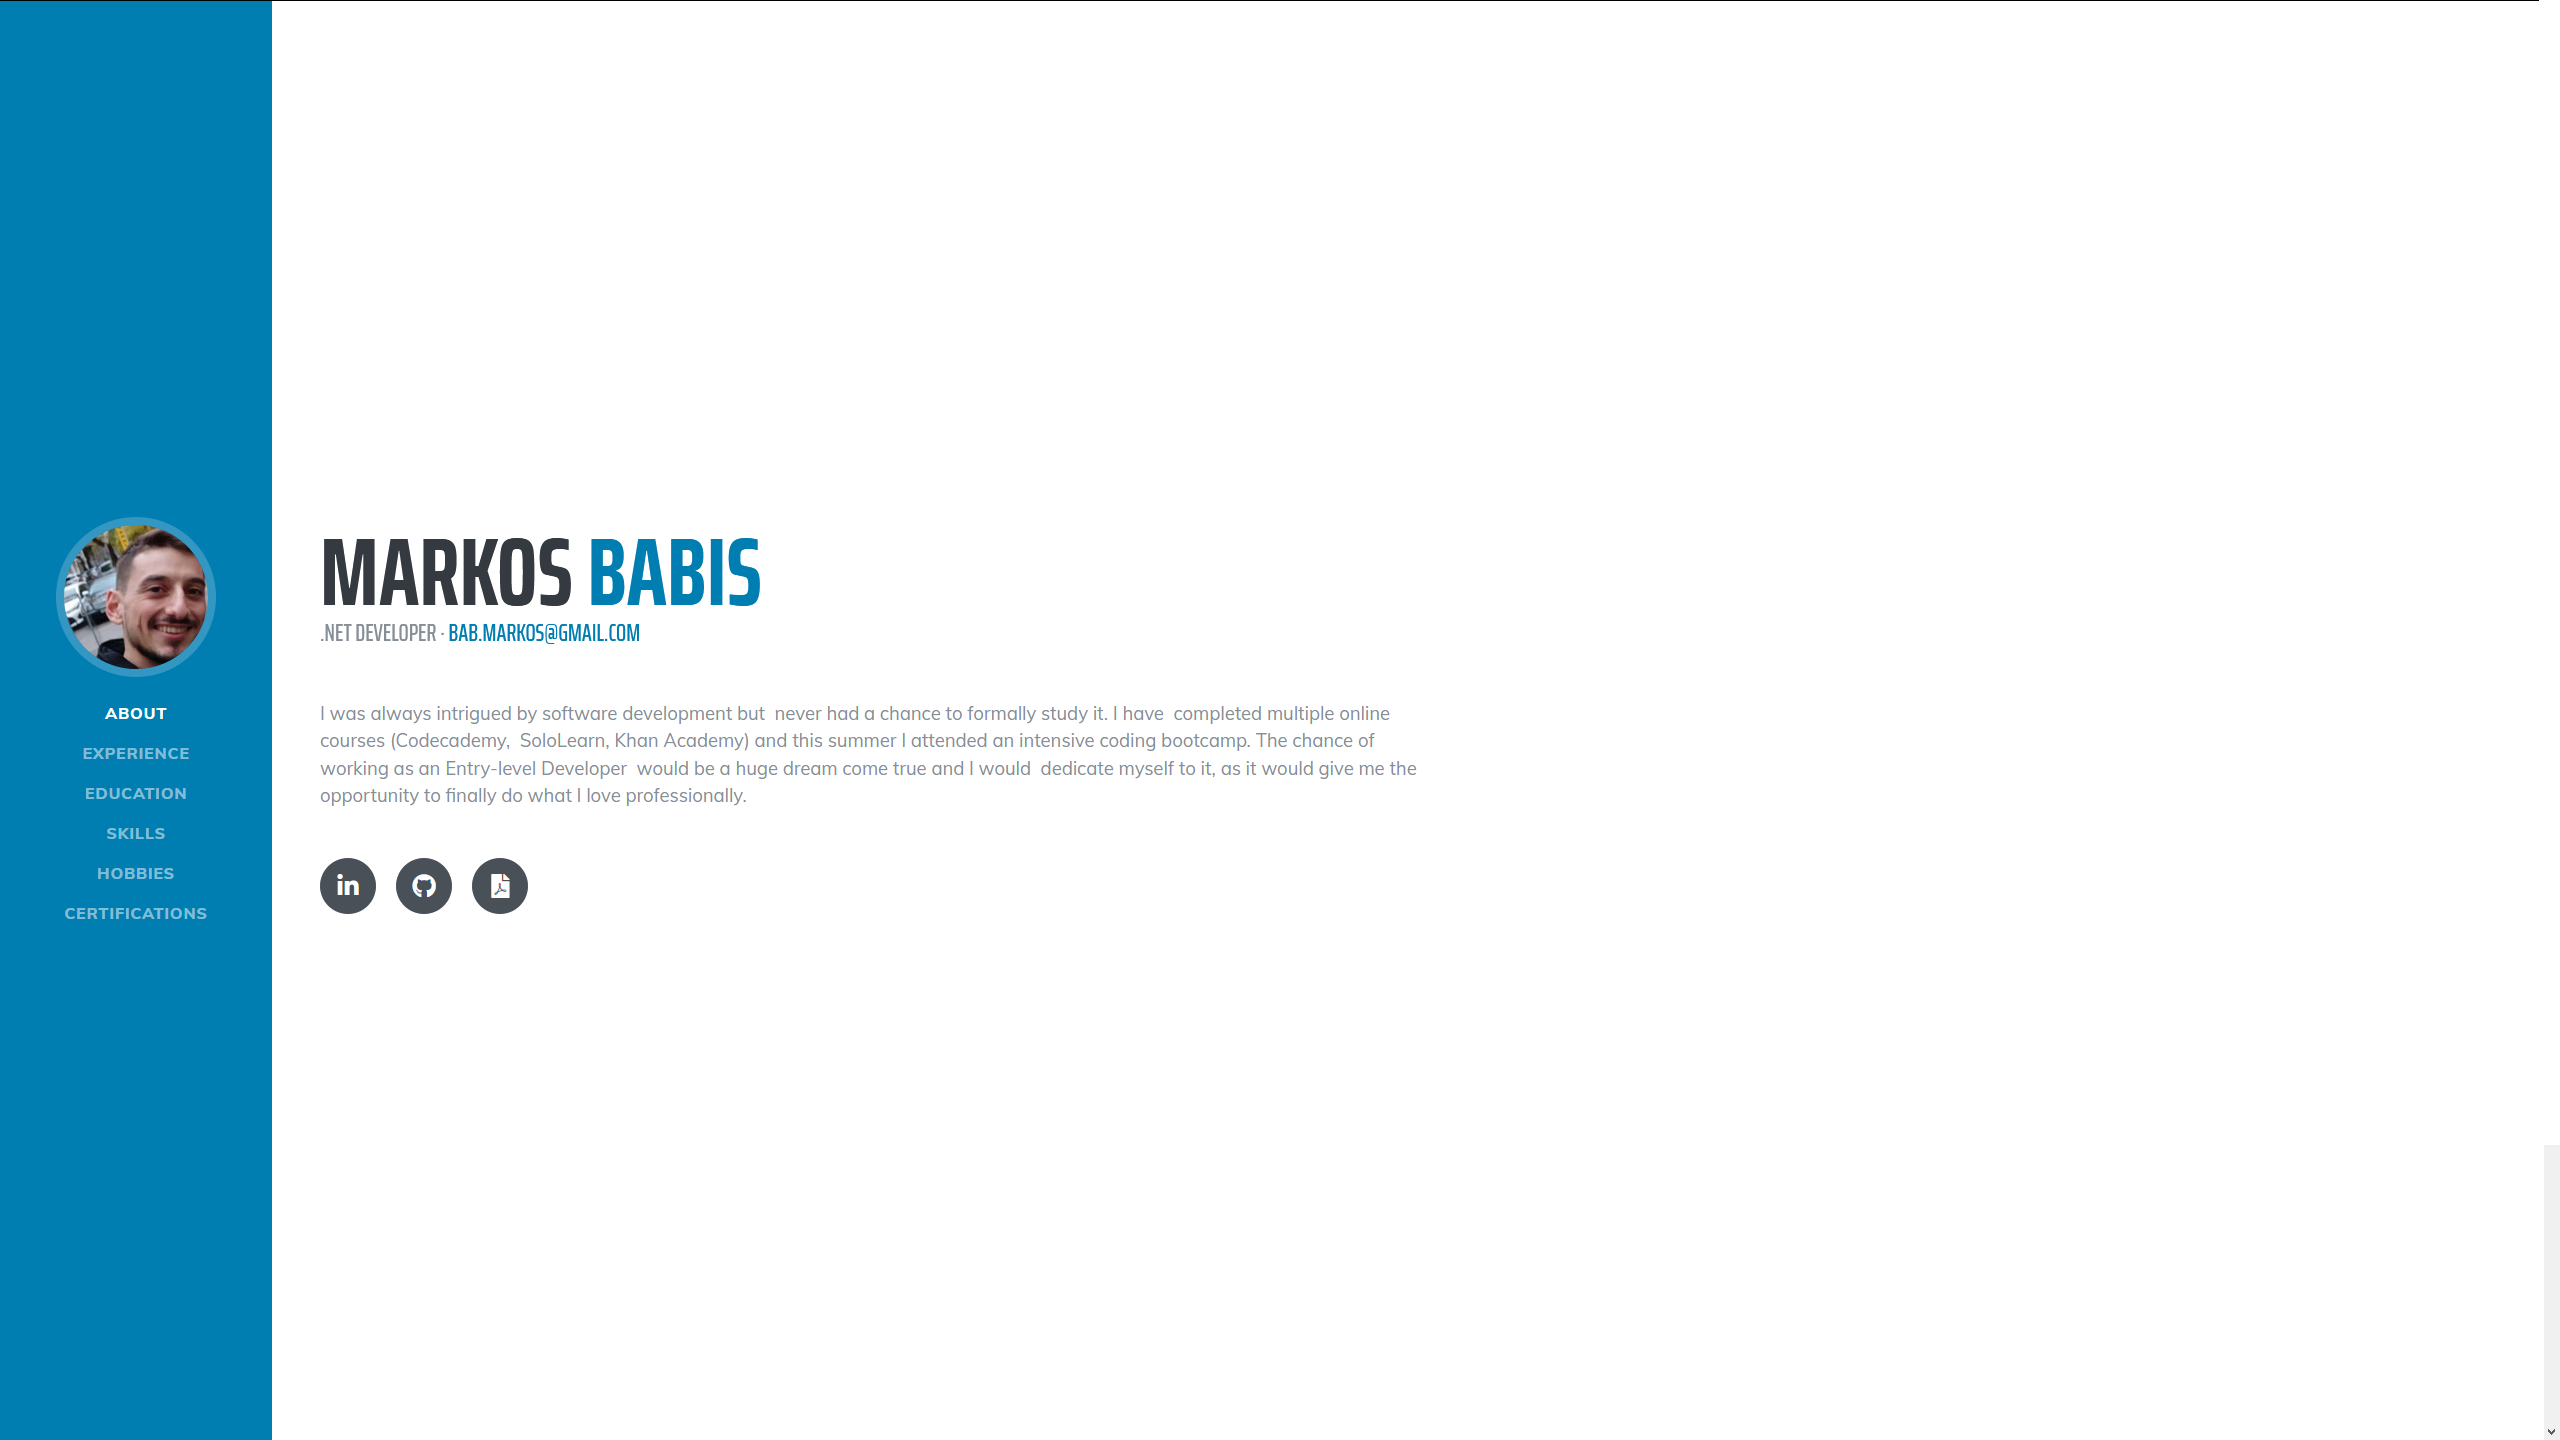 ABOUT
EXPERIENCE
EDUCATION
SKILLS
HOBBIES
CERTIFICATIONS
MARKOS BABIS
.NET DEVELOPER · BAB.MARKOS@GMAIL.COM
I was always intrigued by software development but  never had a chance to formally study it. I have  completed multiple online
courses (Codecademy,  SoloLearn, Khan Academy) and this summer I attended an intensive coding bootcamp. The chance of
working as an Entry-level Developer  would be a huge dream come true and I would  dedicate myself to it, as it would give me the
opportunity to finally do what I love professionally.
in